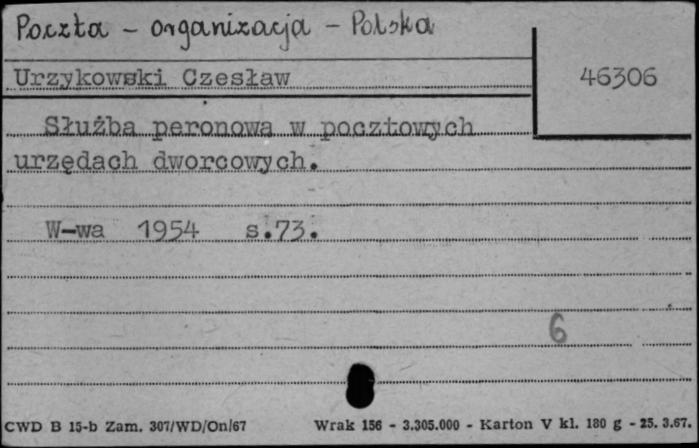 Poczta - organizacja - Polska
Urzykowski Czesław
46306
Służba peronowa w pocztowych
urzędach dworcowych.
W-wa 1954 s.73.
6
CWD B 15-b Zam. 307/WD/On/67 Wrak 156 - 3.305.000 - Karton V kl. 180 g - 25. 3.67.